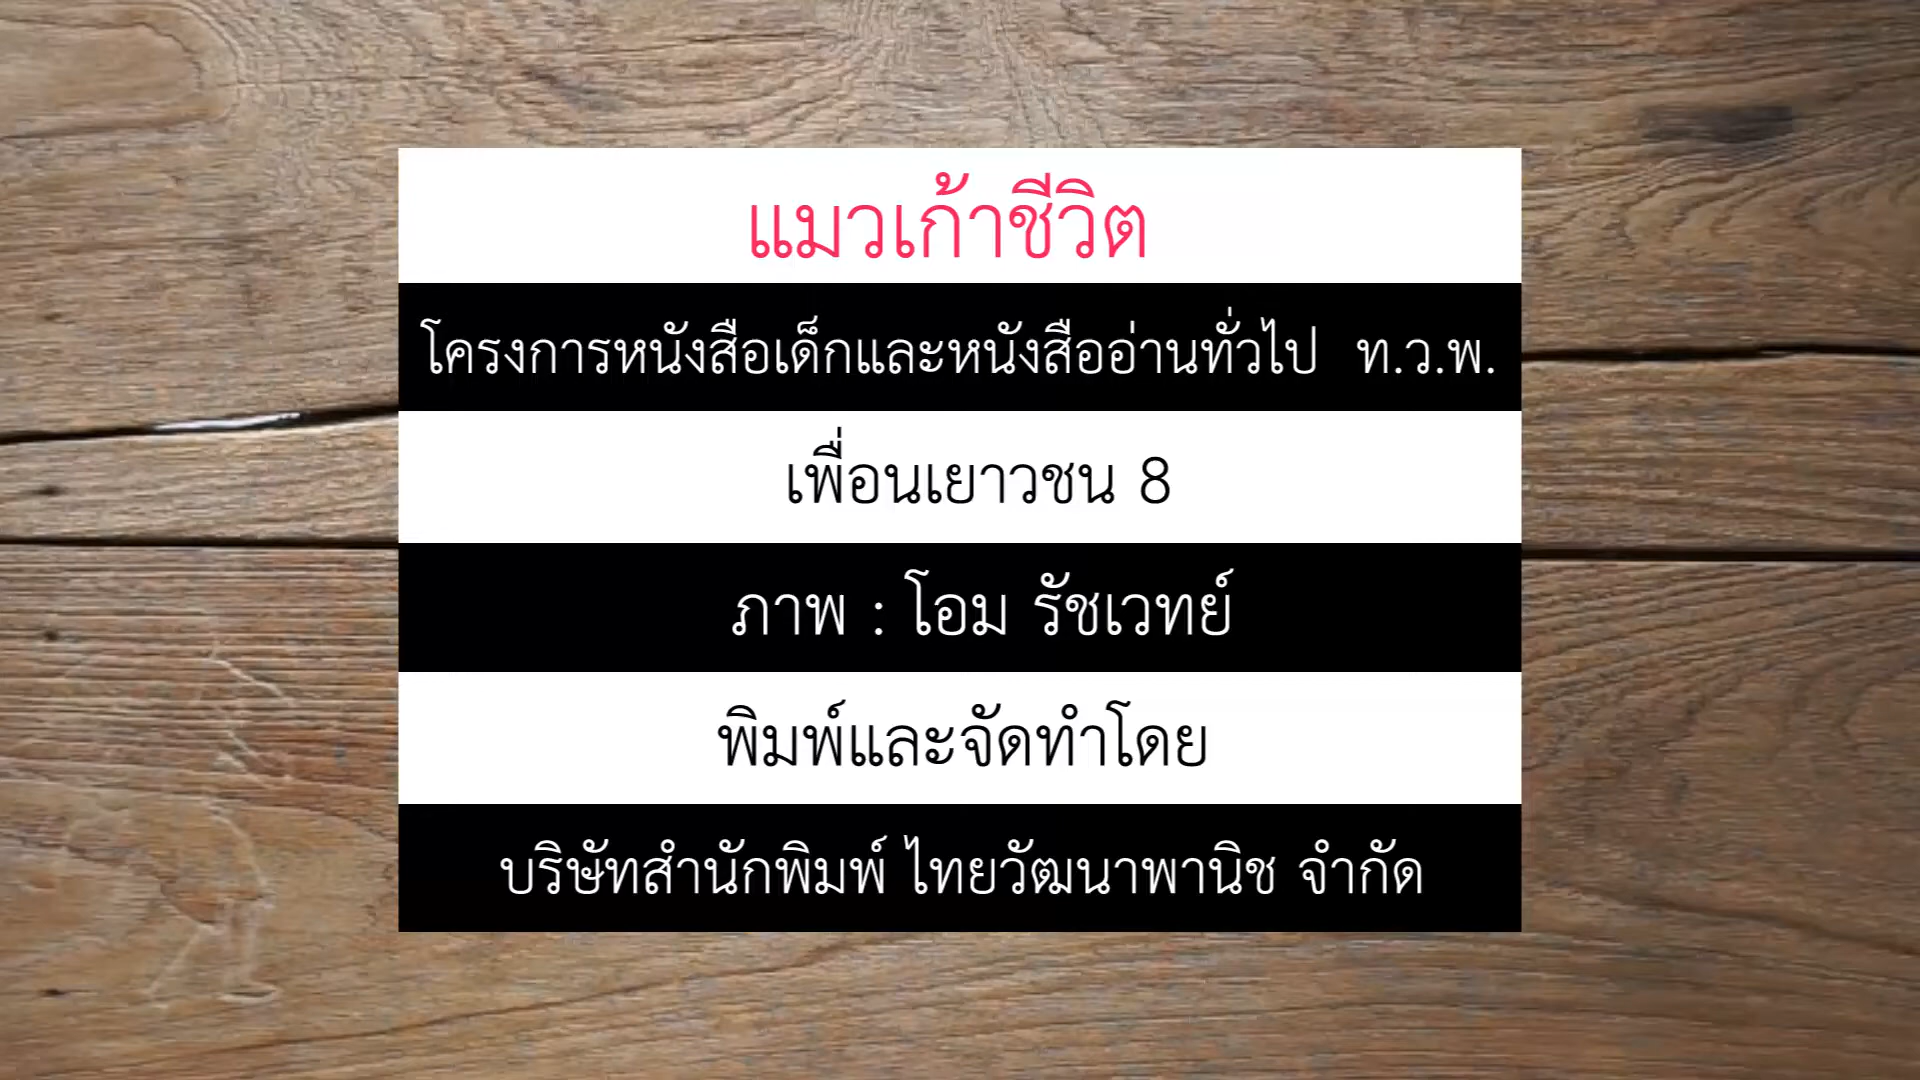 แมวเก้าชีวิต
โครงการหนังสือเด็กและหนังสืออ่านทั่วไป ท.ว.พ.
เพื่อนเยาวชน 8
ภาพ : โอม รัชเวทย์
พิมพ์และจัดทำโดย
บริษัทสำนักพิมพ์ ไทยวัฒนาพานิช จำกัด